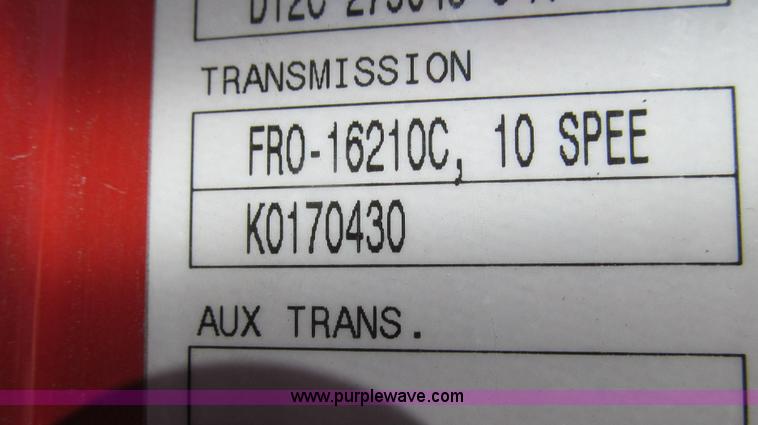 TRANSMISSION
FRO-16210C, 10 SPEE
K0170430
AUX TRANS.
www.purplewave.com